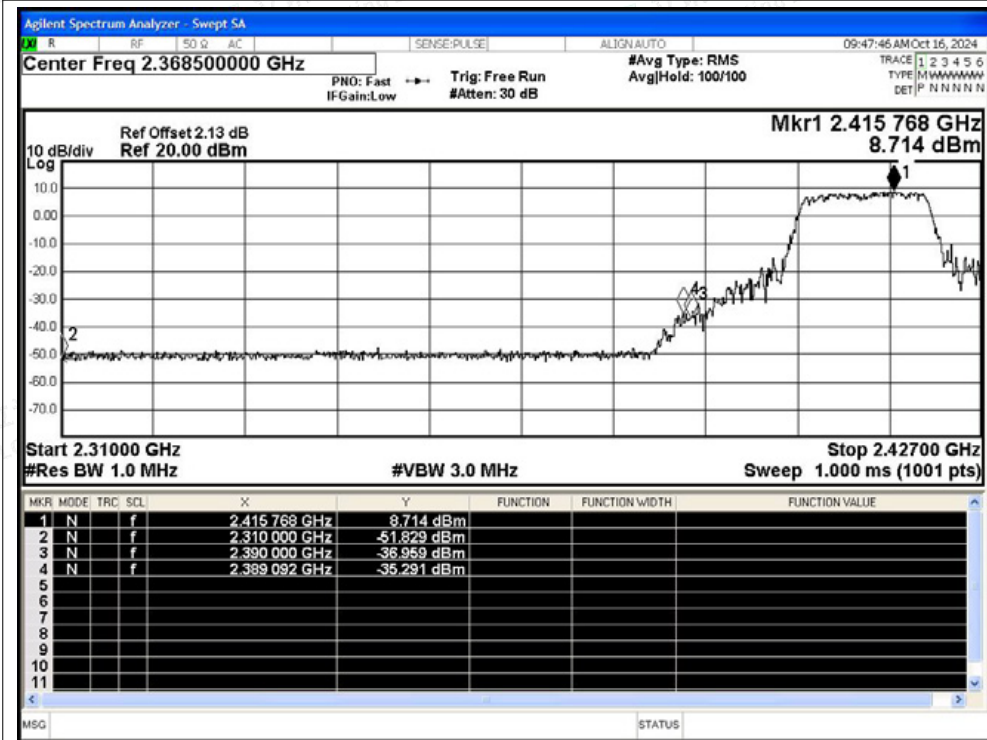 Agilent Spectrum Analyzer - Swept SA
LXI R RF 50 Ω AC SENSE:PULSE ALIGN AUTO 09:47:46 AM Oct 16, 2024
Center Freq 2.368500000 GHz
PNO: Fast
IFGain:Low
Trig: Free Run
#Atten: 30 dB
#Avg Type: RMS
Avg|Hold: 100/100
TRACE 1 2 3 4 5 6
TYPE M WWWWW
DET P N N N N N
Ref Offset 2.13 dB
10 dB/div Ref 20.00 dBm
Log
Mkr1 2.415 768 GHz
8.714 dBm
10.0
0.00
-10.0
-20.0
-30.0
-40.0
-50.0
-60.0
-70.0
1
2
4
3
Start 2.31000 GHz Stop 2.42700 GHz
#Res BW 1.0 MHz #VBW 3.0 MHz Sweep 1.000 ms (1001 pts)
MKR MODE TRC SCL X Y FUNCTION FUNCTION WIDTH FUNCTION VALUE
1 N f 2.415 768 GHz 8.714 dBm
2 N f 2.310 000 GHz -51.829 dBm
3 N f 2.390 000 GHz -36.959 dBm
4 N f 2.389 092 GHz -35.291 dBm
5
6
7
8
9
10
11
MSG STATUS